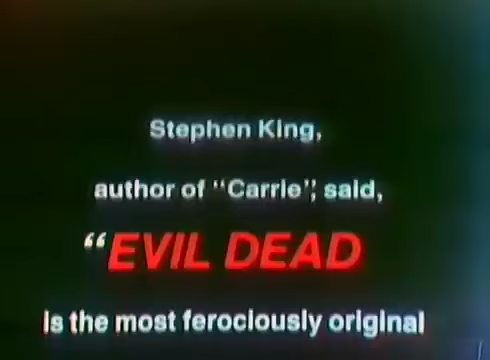 Stephen King,
author of "Carrie", said,
"EVIL DEAD
is the most ferociously original